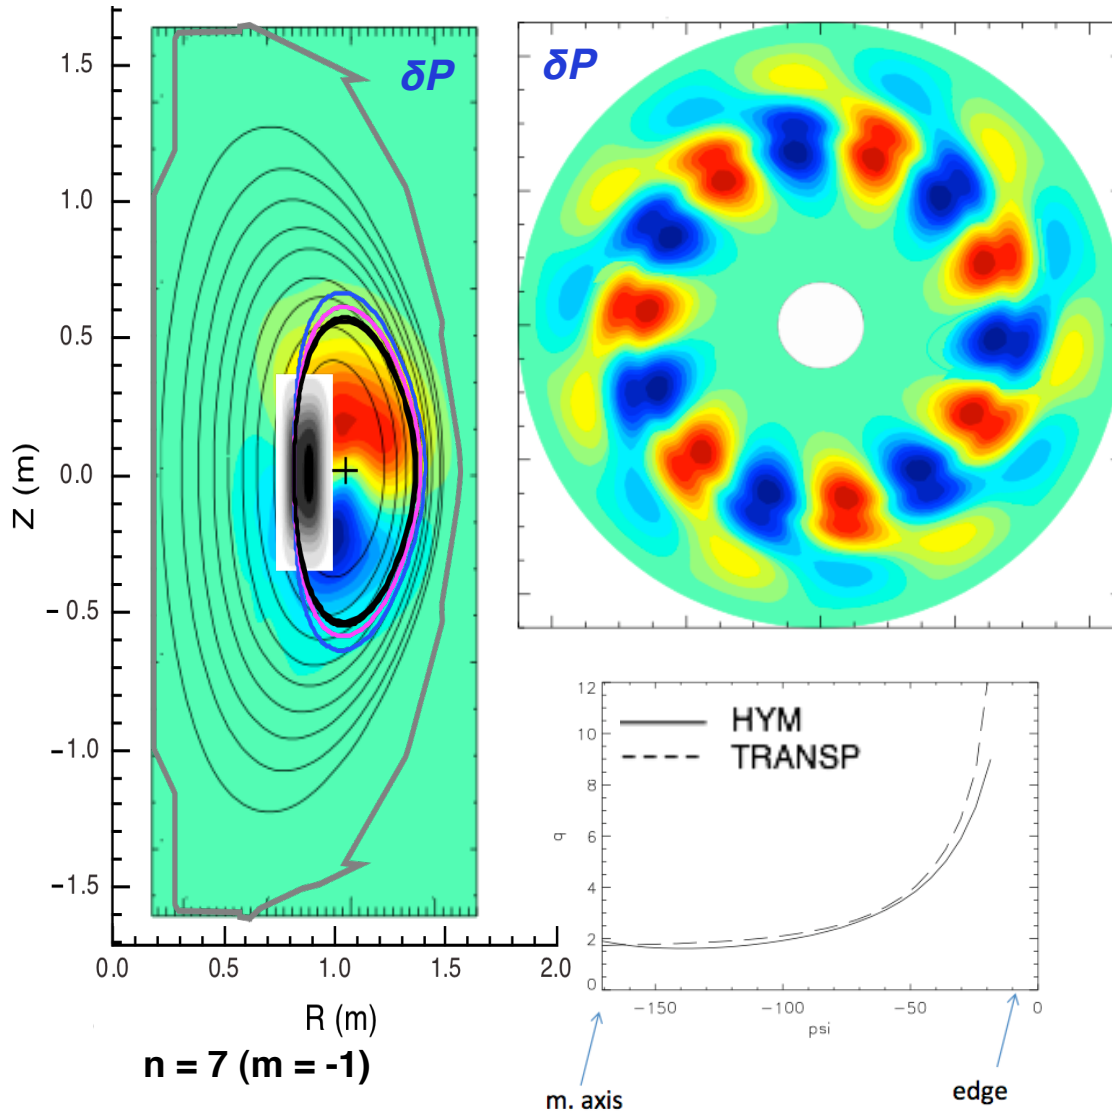 δP
1.5
1.0
0.5
0.0
−0.5
−1.0
−1.5
Z (m)
0.0 0.5 1.0 1.5 2.0
R (m)
n = 7 (m = -1)
δP
12
10
8
6
4
2
0
q
HYM
TRANSP
−150 −100 −50 0
psi
m. axis
edge